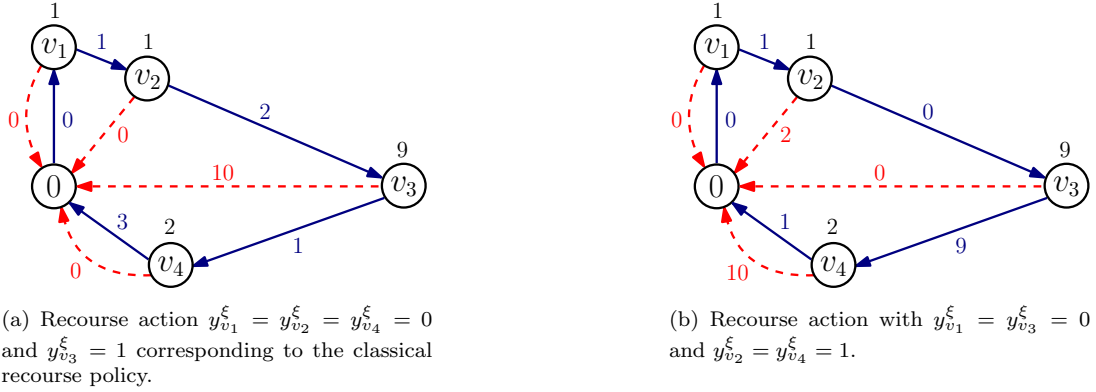 1
v₁
1
1
v₂
2
9
v₃
0
0
0
10
0
3
2
v₄
1
0
(a) Recourse action y^ξ_{v₁} = y^ξ_{v₂} = y^ξ_{v₄} = 0
and y^ξ_{v₃} = 1 corresponding to the classical
recourse policy.
1
v₁
1
1
v₂
0
9
v₃
0
0
2
0
0
1
2
v₄
9
10
(b) Recourse action with y^ξ_{v₁} = y^ξ_{v₃} = 0
and y^ξ_{v₂} = y^ξ_{v₄} = 1.